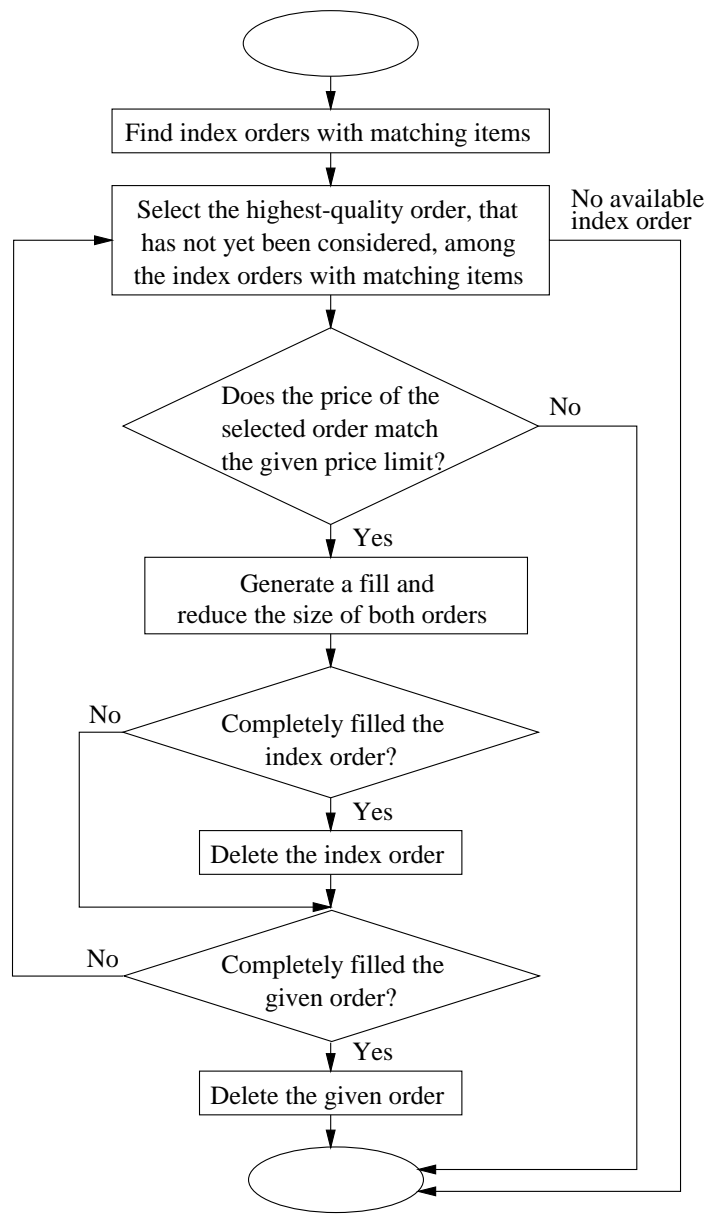 Find index orders with matching items
Select the highest-quality order, that
has not yet been considered, among
the index orders with matching items
No available
index order
Does the price of the
selected order match
the given price limit?
No
Yes
Generate a fill and
reduce the size of both orders
No
Completely filled the
index order?
Yes
Delete the index order
No
Completely filled the
given order?
Yes
Delete the given order